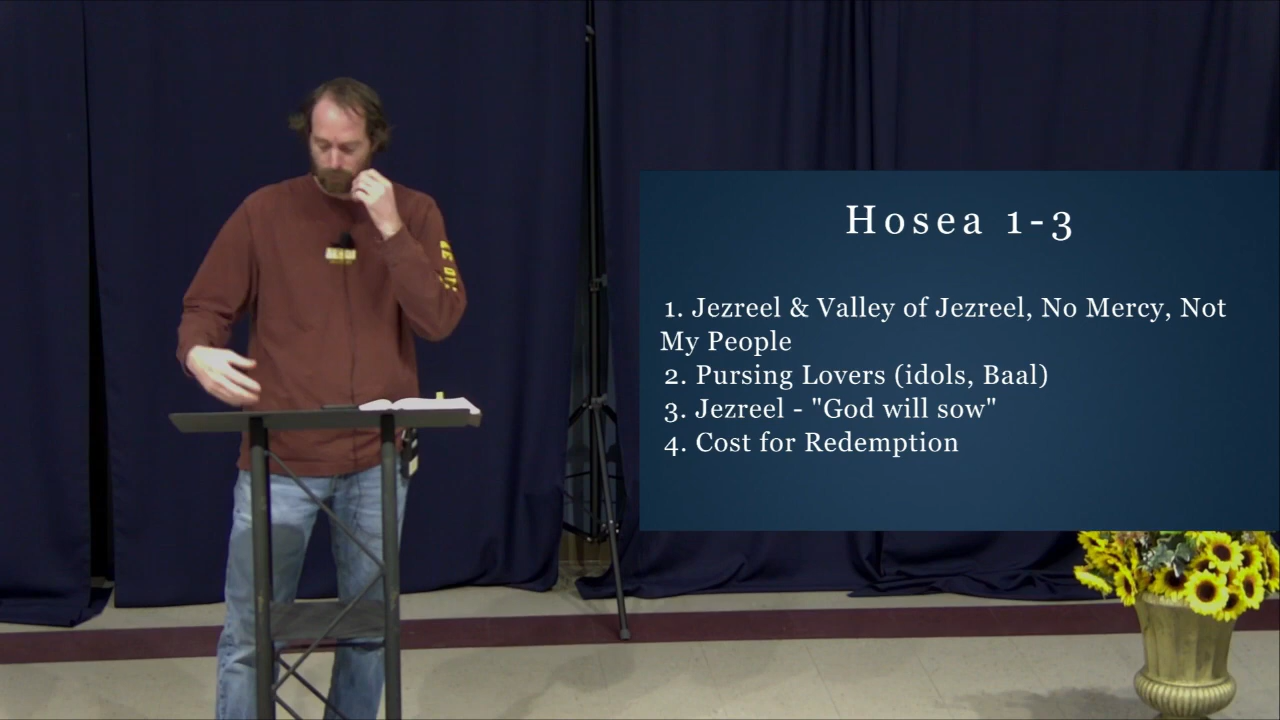 Hosea 1-3
1. Jezreel & Valley of Jezreel, No Mercy, Not
My People
2. Pursing Lovers (idols, Baal)
3. Jezreel - "God will sow"
4. Cost for Redemption